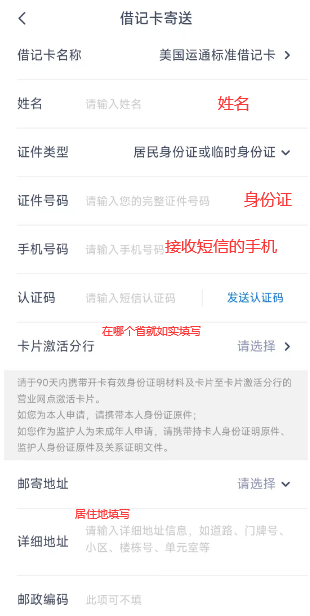 借记卡寄送
借记卡名称 美国运通标准借记卡
姓名 请输入姓名 姓名
证件类型 居民身份证或临时身份证
证件号码 请输入您的完整证件号码 身份证
手机号码 请输入手机号码 接收短信的手机
认证码 请输入短信认证码 发送认证码
在哪个首就如实填写
卡片激活分行 请选择
请于90天内携带开卡有效身份证明材料及卡片至卡片激活分行的
营业网点激活卡片。
如您为本人申请，请携带本人身份证原件；
如您作为监护人为未成年人申请，请携带持卡人身份证明原件、
监护人身份证原件及关系证明文件。
邮寄地址 请选择
居住地填写
详细地址 请输入详细地址信息，如道路、门牌号、
小区、楼栋号、单元室等
邮政编码 此项可不填